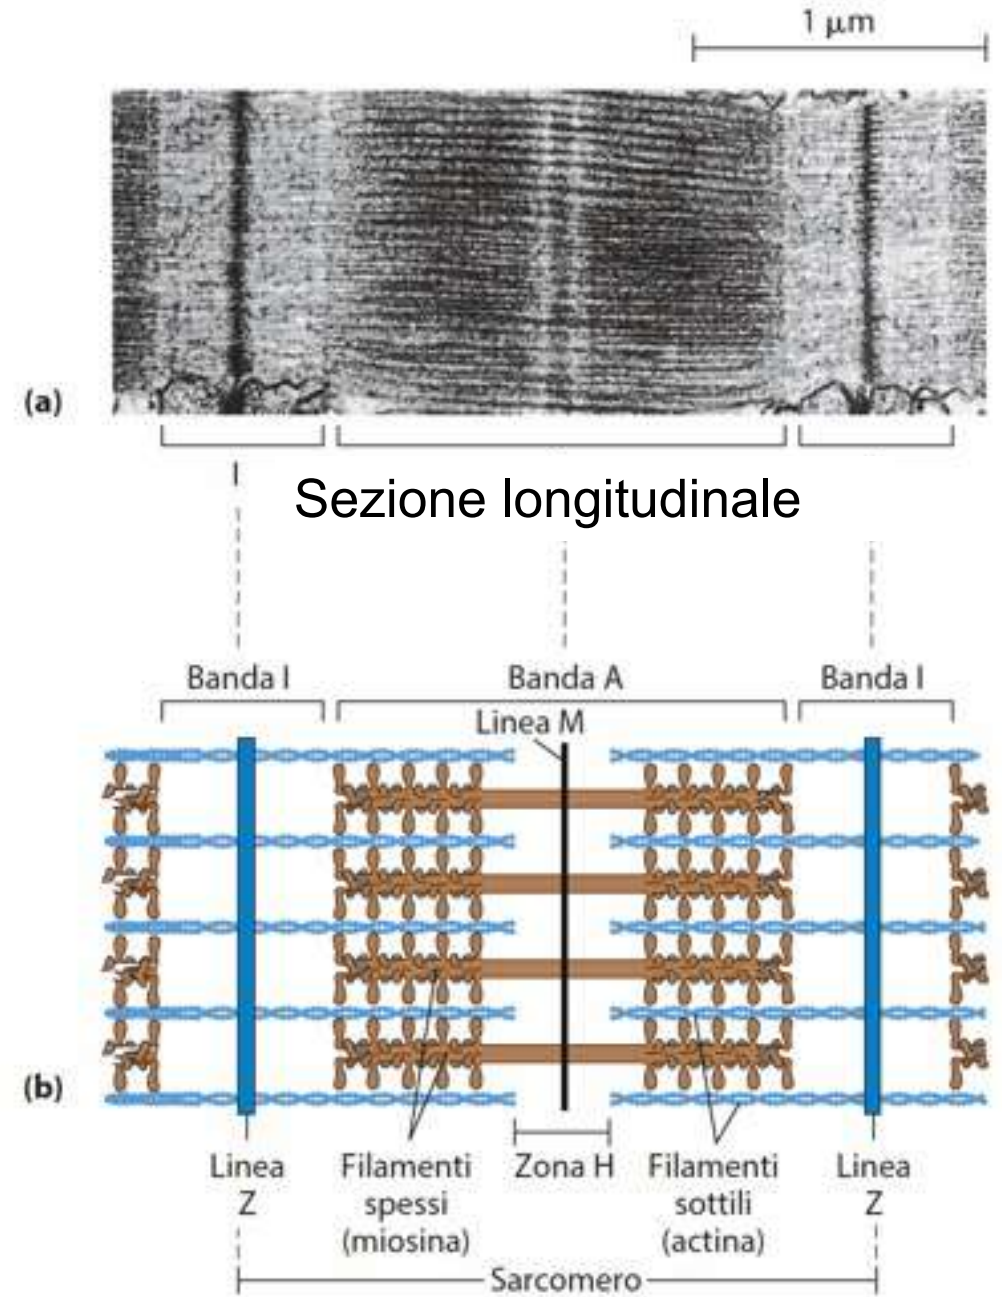 1 μm
(a)
Sezione longitudinale
Banda I
Banda A
Banda I
Linea M
(b)
Linea
Z
Filamenti
spessi
(miosina)
Zona H
Filamenti
sottili
(actina)
Linea
Z
Sarcomero